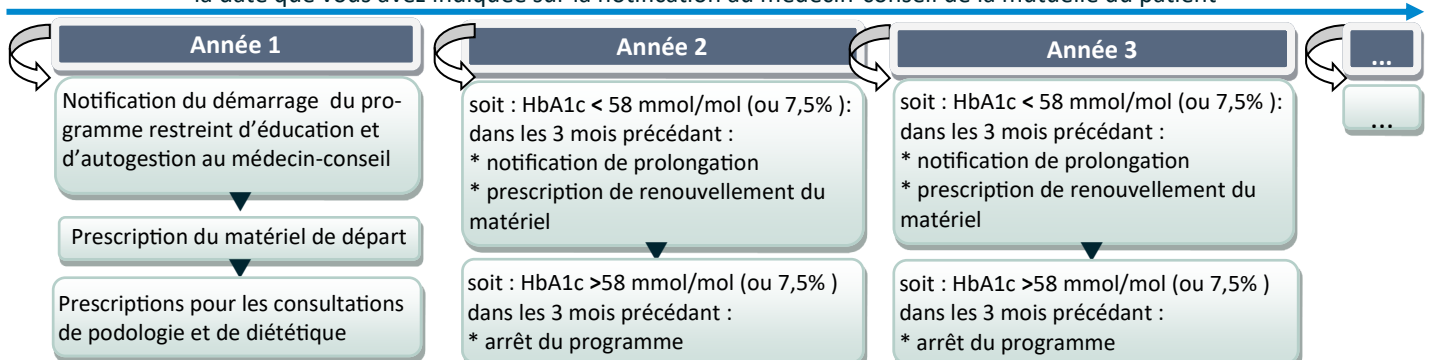 la date que vous avez indiquée sur la notification au médecin-conseil de la mutuelle du patient
Année 1
Notification du démarrage du pro-
gramme restreint d'éducation et
d'autogestion au médecin-conseil
Prescription du matériel de départ
Prescriptions pour les consultations
de podologie et de diététique
Année 2
soit : HbA1c < 58 mmol/mol (ou 7,5% ):
dans les 3 mois précédant :
* notification de prolongation
* prescription de renouvellement du
matériel
soit : HbA1c >58 mmol/mol (ou 7,5% )
dans les 3 mois précédant :
* arrêt du programme
Année 3
soit : HbA1c < 58 mmol/mol (ou 7,5% ):
dans les 3 mois précédant :
* notification de prolongation
* prescription de renouvellement du
matériel
soit : HbA1c >58 mmol/mol (ou 7,5% )
dans les 3 mois précédant :
* arrêt du programme
...
...